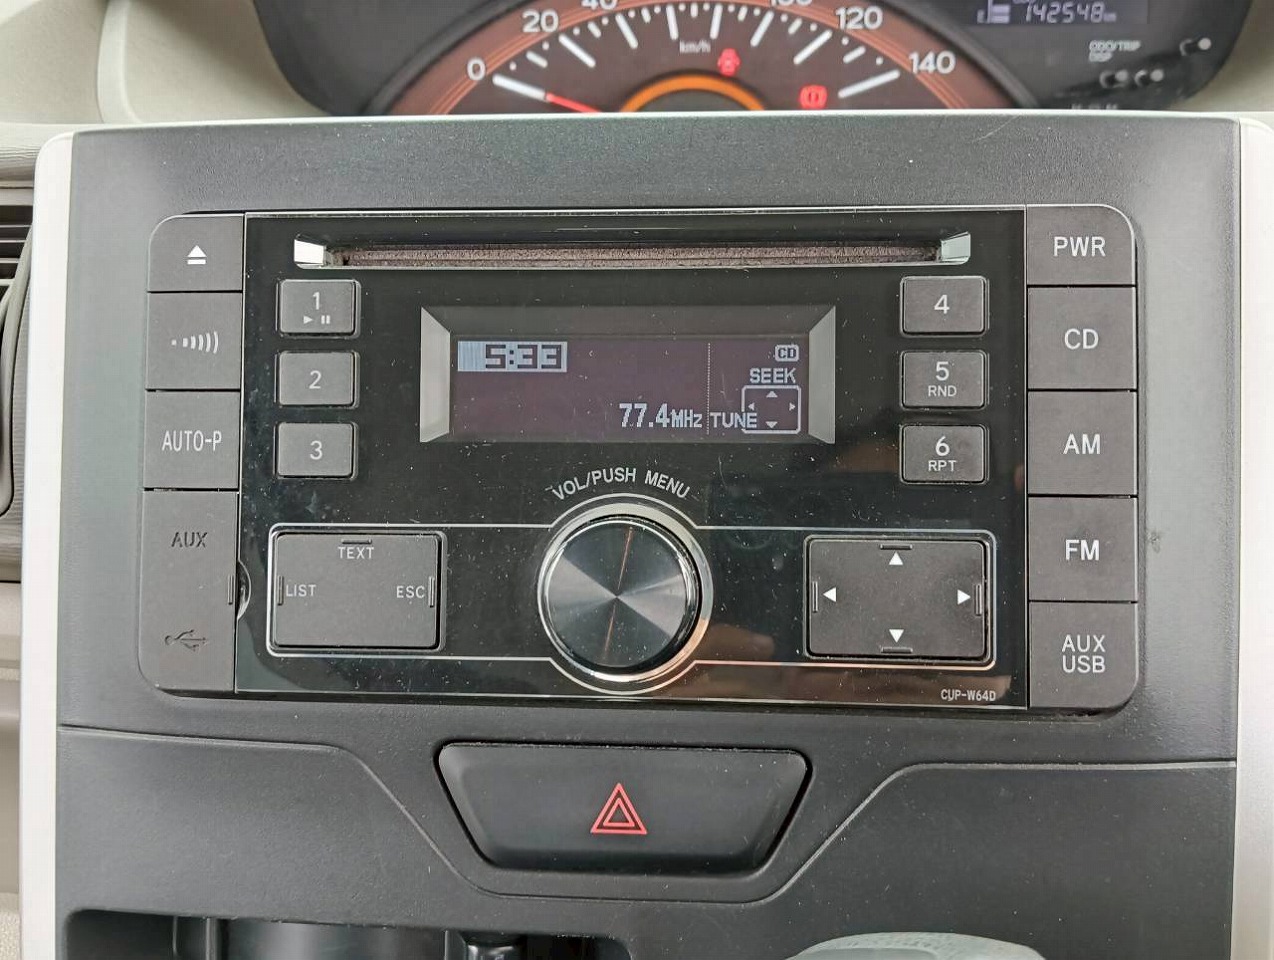 0
20
40
120
140
km/h
142548km
ODO/TRIP
DISP
PWR
1
4
CD
5:33
CD
SEEK
2
5
RND
77.4MHz TUNE
AUTO-P
3
6
RPT
AM
VOL/PUSH MENU
AUX
TEXT
LIST
ESC
FM
AUX
USB
CUP-W64D